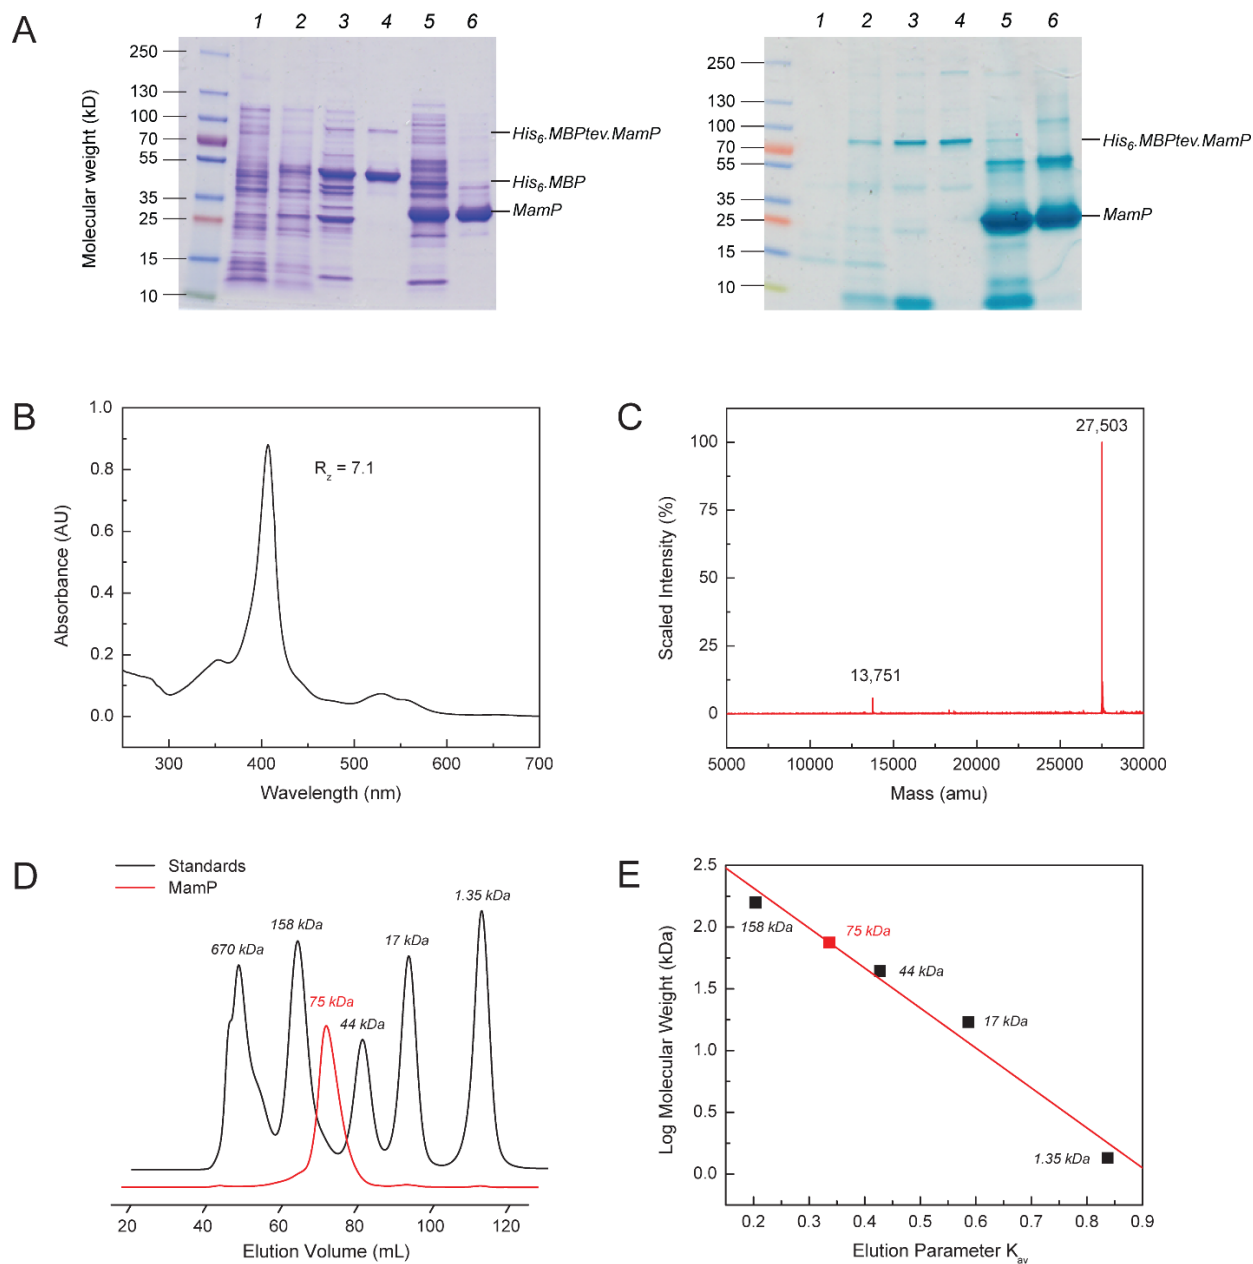 A
1 2 3 4 5 6
Molecular weight (kD)
250
130
100
70
55
35
25
15
10
His6.MBPtev.MamP
His6.MBP
MamP
1 2 3 4 5 6
250
130
100
70
55
35
25
15
10
His6.MBPtev.MamP
MamP
B
Absorbance (AU)
1.0
0.8
0.6
0.4
0.2
0.0
Rz = 7.1
300 400 500 600 700
Wavelength (nm)
C
Scaled Intensity (%)
100
75
50
25
0
27,503
13,751
5000 10000 15000 20000 25000 30000
Mass (amu)
D
Standards
MamP
670 kDa
158 kDa
75 kDa
44 kDa
17 kDa
1.35 kDa
20 40 60 80 100 120
Elution Volume (mL)
E
Log Molecular Weight (kDa)
2.5
2.0
1.5
1.0
0.5
0.0
158 kDa
75 kDa
44 kDa
17 kDa
1.35 kDa
0.2 0.3 0.4 0.5 0.6 0.7 0.8 0.9
Elution Parameter Kav